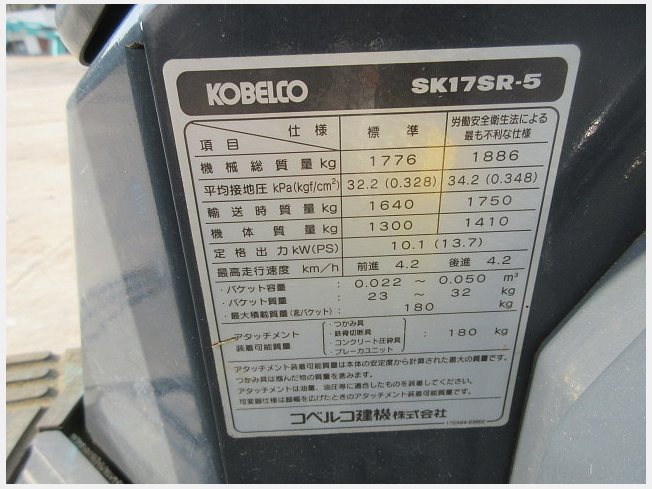 KOBELCO SK17SR-5
仕様 標準 労働安全衛生法による
項目 最も不利な仕様
機械総質量 kg 1776 1886
平均接地圧 kPa(kgf/cm²) 32.2 (0.328) 34.2 (0.348)
輸送時質量 kg 1640 1750
機体質量 kg 1300 1410
定格出力 kW(PS) 10.1 (13.7)
最高走行速度 km/h 前進 4.2 後進 4.2
・バケット容量 : 0.022 ～ 0.050 m³
・バケット質量 : 23 ～ 32 kg
・最大積載質量(含バケット) : 180 kg
アタッチメント
装着可能質量
・つかみ具
・鉄骨切断具
・コンクリート圧砕具
・ブレーカユニット
: 180 kg
アタッチメント装着可能質量は本体の安定度から計算された最大の質量です。
つかみ具は掴んだ物の質量を含みます。
アタッチメントは油量、油圧等に適合したものを装着してください。
可変脚仕様は脚幅を広げたときのアタッチメント装着可能質量です。
コベルコ建機株式会社